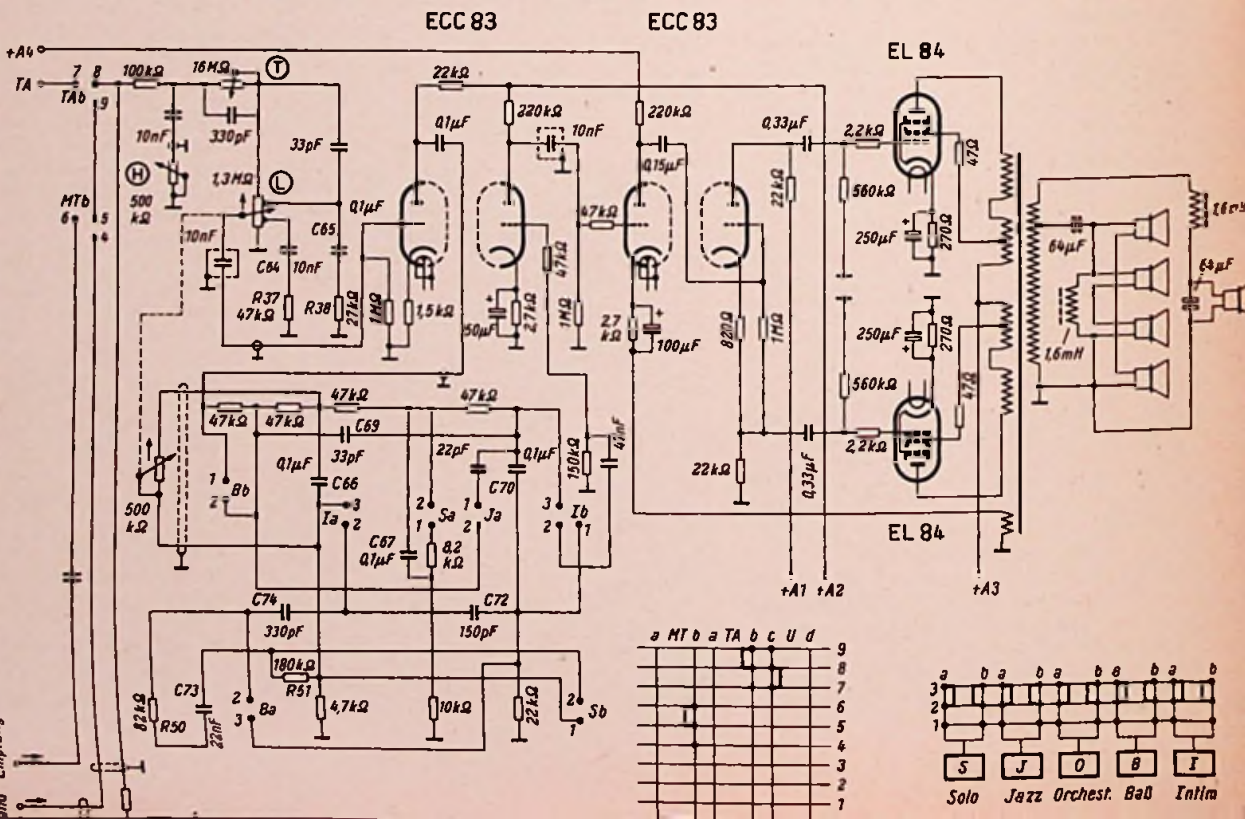 ECC 83
ECC 83
EL 84
+A4
TA
7
8
TAb
9
100kΩ
16MΩ
T
22kΩ
220kΩ
220kΩ
10nF
330pF
33pF
0,1µF
10nF
0,15µF
0,33µF
2,2kΩ
47Ω
H
500 kΩ
1,3MΩ
L
0,1µF
47kΩ
22kΩ
560kΩ
250µF
270Ω
64µF
1,6mH
64µF
MTb
6
5
4
10nF
C64
10nF
C65
R37
47kΩ
R38
27kΩ
1MΩ
1,5kΩ
50µF
2,7kΩ
47kΩ
1MΩ
2,7 kΩ
100µF
820Ω
1MΩ
250µF
270Ω
1,6mH
560kΩ
47Ω
47kΩ
47kΩ
47kΩ
47kΩ
C69
33pF
22pF
0,1µF
C70
150kΩ
47nF
22kΩ
0,33µF
2,2kΩ
500 kΩ
0,1µF
C66
1
Bb
2
3
Ia
2
C67
0,1µF
2
Sa
1
8,2 kΩ
1
Ja
2
3
Ib
2
1
EL 84
+A1
+A2
+A3
C74
330pF
C72
150pF
82kΩ
R50
C73
22nF
180kΩ
R51
2
Ba
3
4,7kΩ
10kΩ
22kΩ
2
Sb
1
a MT b a TA b c U d
9
8
7
6
5
4
3
2
1
a b a b a b a b a b
3
2
1
S J O B I
Solo Jazz Orchest. Baß Intim